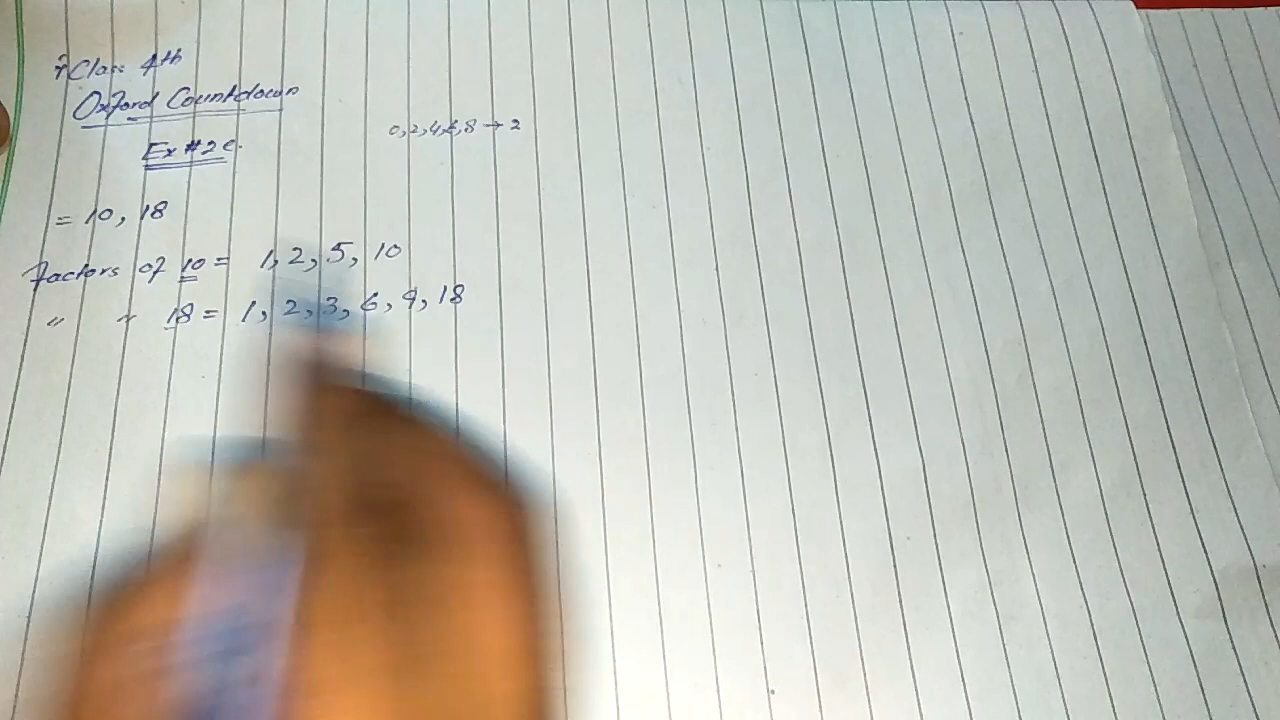 Class 4th
Oxford Countdown
Ex # 2c.
0,2,4,6,8 → 2
= 10, 18
Factors of 10 = 1, 2, 5, 10
" " 18 = 1, 2, 3, 6, 9, 18